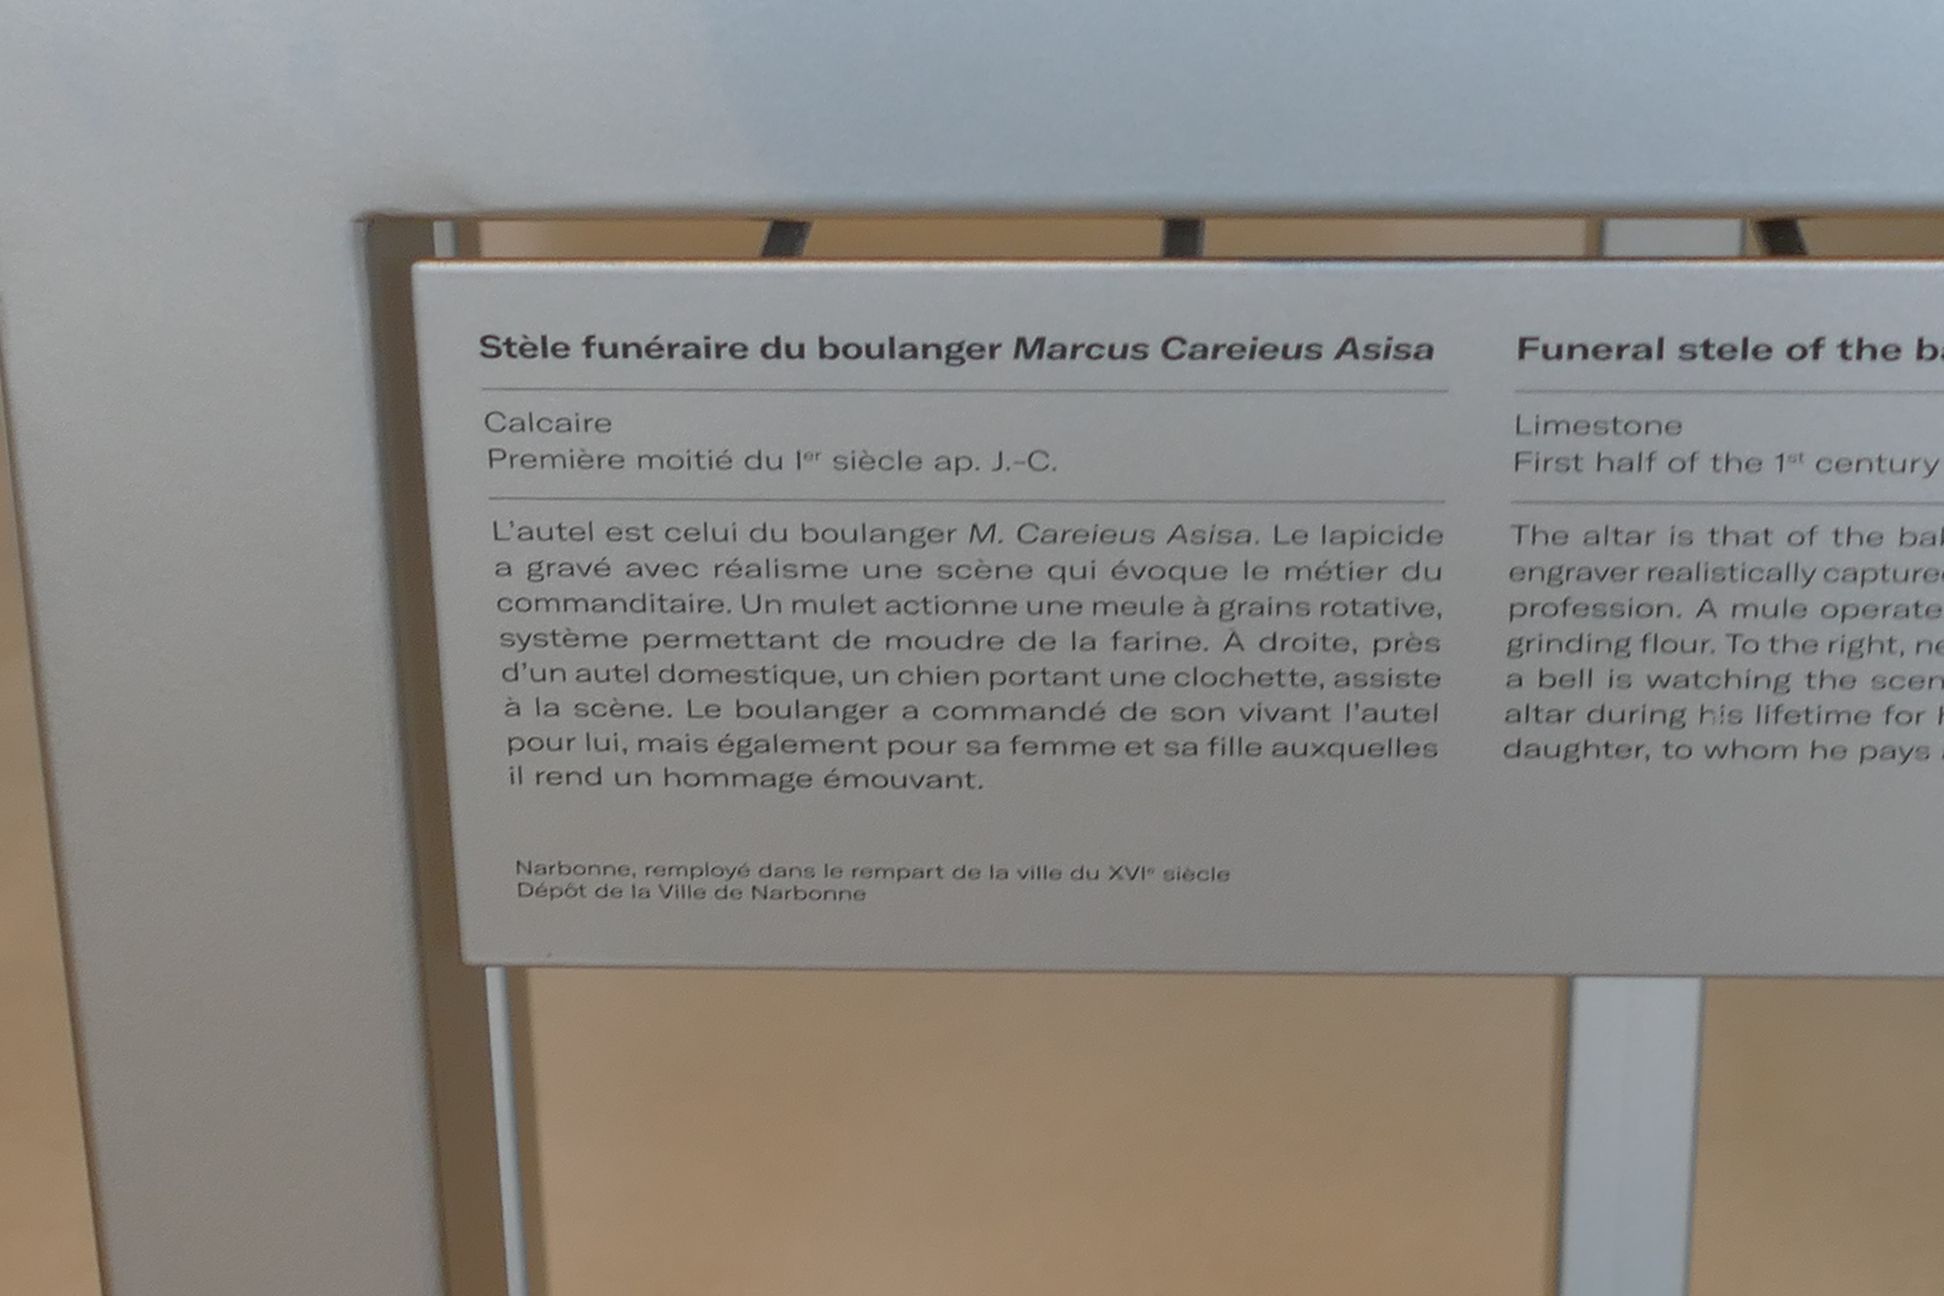 Stèle funéraire du boulanger Marcus Careieus Asisa
Calcaire
Première moitié du Ier siècle ap. J.-C.
L'autel est celui du boulanger M. Careieus Asisa. Le lapicide
a gravé avec réalisme une scène qui évoque le métier du
commanditaire. Un mulet actionne une meule à grains rotative,
système permettant de moudre de la farine. À droite, près
d'un autel domestique, un chien portant une clochette, assiste
à la scène. Le boulanger a commandé de son vivant l'autel
pour lui, mais également pour sa femme et sa fille auxquelles
il rend un hommage émouvant.
Narbonne, remployé dans le rempart de la ville du XVIe siècle
Dépôt de la Ville de Narbonne
Funeral stele of the
Limestone
First half of the 1st century
The altar is that of the
engraver realistically
profession. A mule
grinding flour. To the right,
a bell is watching the
altar during his lifetime for
daughter, to whom he pays